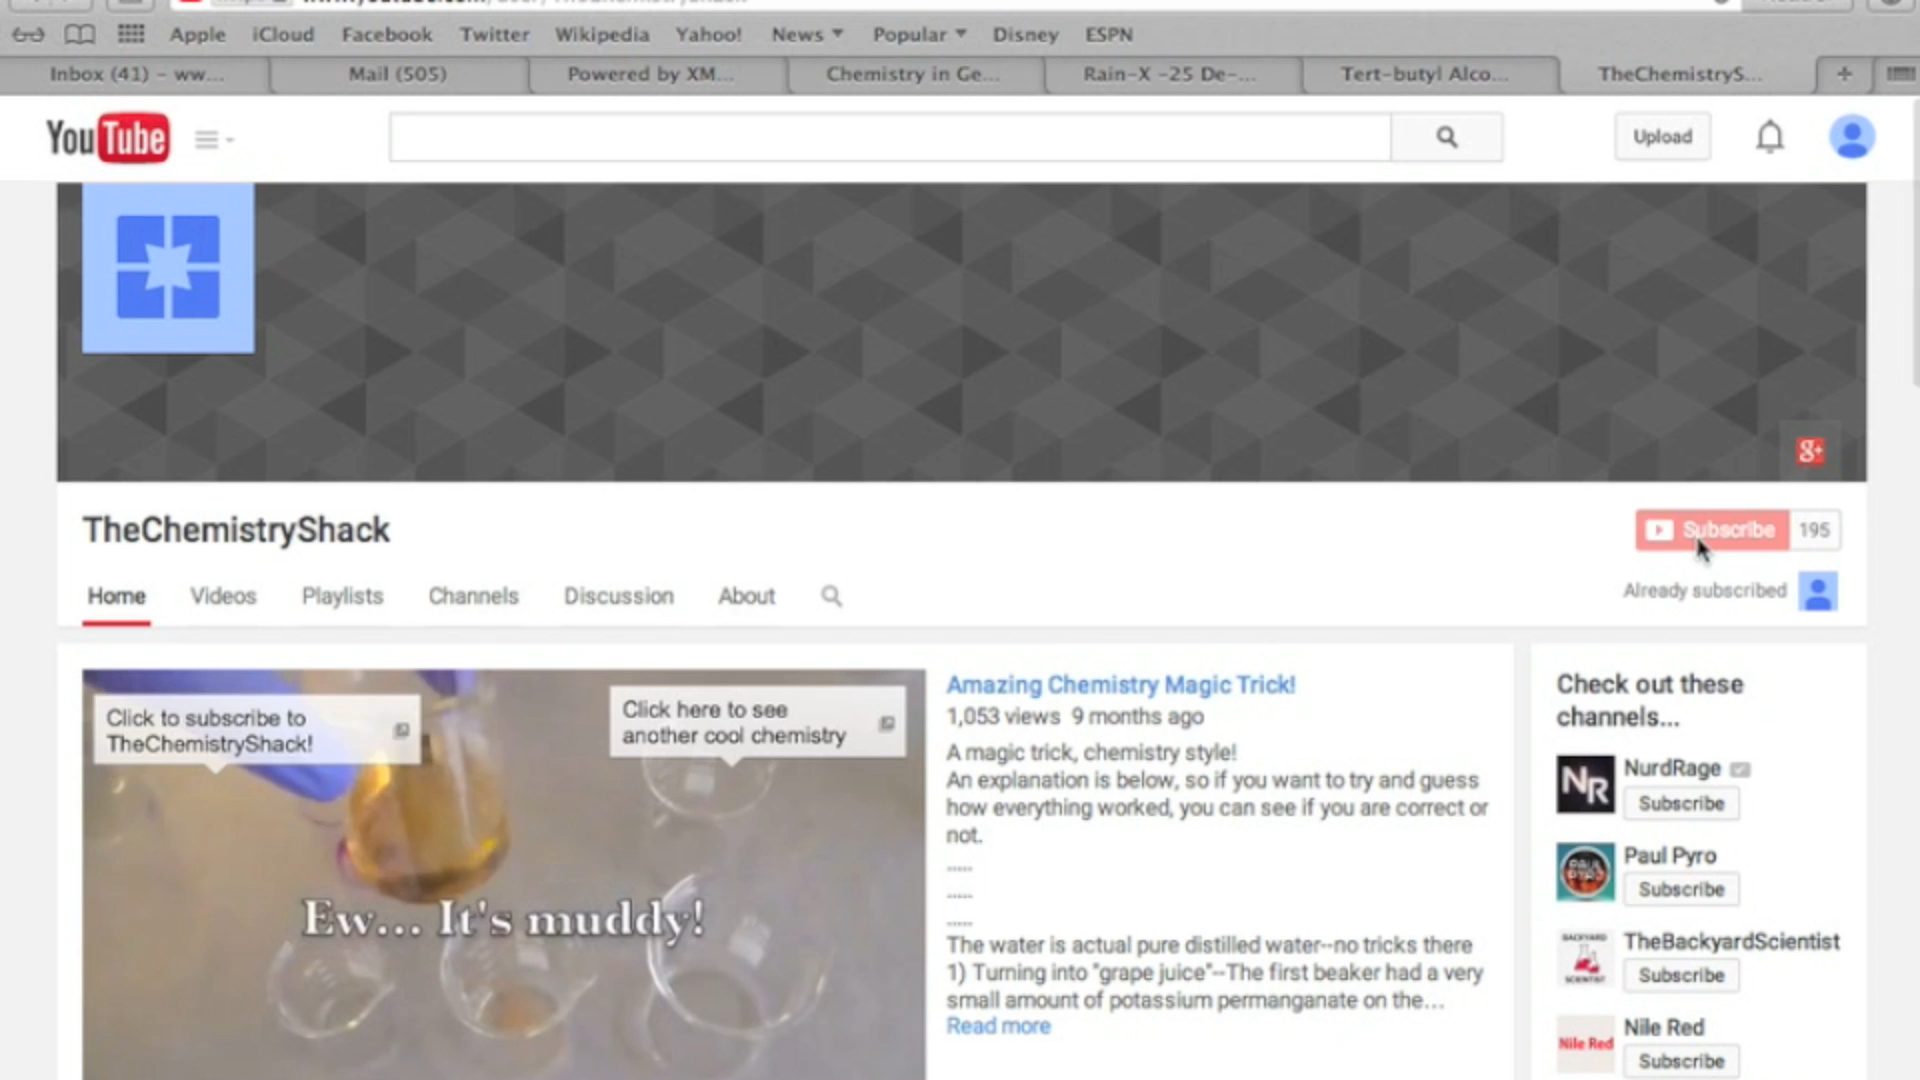 Apple iCloud Facebook Twitter Wikipedia Yahoo! News Popular Disney ESPN
Inbox (41) – ww... Mail (505) Powered by XM... Chemistry in Ge... Rain-X -25 De-... Tert-butyl Alco... TheChemistryS... +
YouTube Upload
g+
TheChemistryShack Subscribe 195
Home Videos Playlists Channels Discussion About Already subscribed
Click to subscribe to
TheChemistryShack!
Click here to see
another cool chemistry
Ew... It's muddy!
Amazing Chemistry Magic Trick!
1,053 views 9 months ago
A magic trick, chemistry style!
An explanation is below, so if you want to try and guess
how everything worked, you can see if you are correct or
not.
.....
.....
.....
The water is actual pure distilled water--no tricks there
1) Turning into "grape juice"--The first beaker had a very
small amount of potassium permanganate on the...
Read more
Check out these
channels...
NR NurdRage
Subscribe
Paul Pyro
Subscribe
BACKYARD
SCIENTIST
TheBackyardScientist
Subscribe
Nile Red
Nile Red
Subscribe